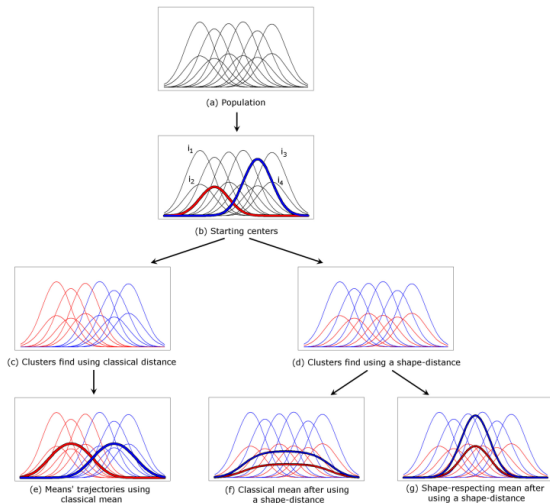 (a) Population
i1
i3
i2
i4
(b) Starting centers
(c) Clusters find using classical distance
(d) Clusters find using a shape-distance
(e) Means' trajectories using
classical mean
(f) Classical mean after using
a shape-distance
(g) Shape-respecting mean after
using a shape-distance